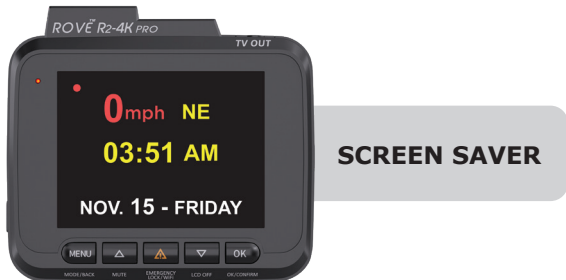 ROVE™ R2-4K PRO
TV OUT
0mph NE
03:51 AM
NOV. 15 - FRIDAY
SCREEN SAVER
MENU OK
MODE/BACK MUTE EMERGENCY LOCK/WIFI LCD OFF OK/CONFIRM